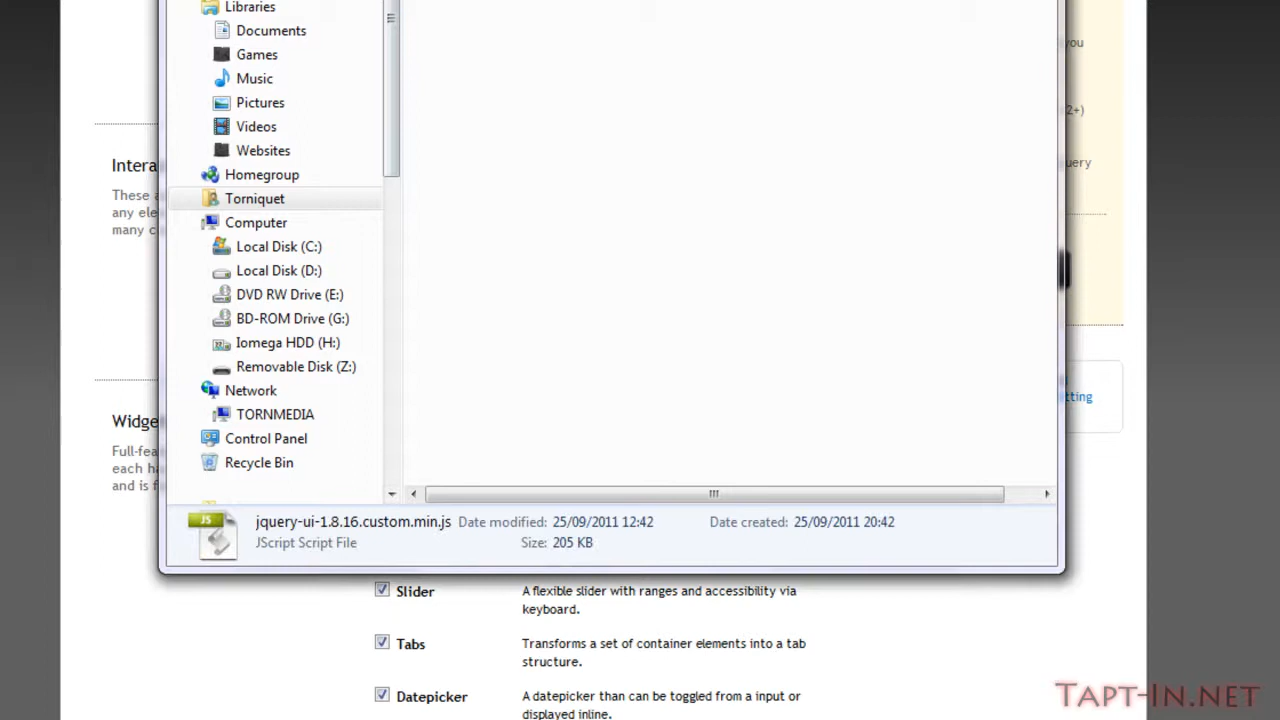 Libraries
Documents
Games
Music
Pictures
Videos
Websites
Homegroup
Torniquet
Computer
Local Disk (C:)
Local Disk (D:)
DVD RW Drive (E:)
BD-ROM Drive (G:)
Iomega HDD (H:)
Removable Disk (Z:)
Network
TORNMEDIA
Control Panel
Recycle Bin
you
2+)
query
tting
Intera
These a
any ele
many c
Widge
Full-fea
each ha
and is f
JS
jquery-ui-1.8.16.custom.min.js Date modified: 25/09/2011 12:42 Date created: 25/09/2011 20:42
JScript Script File Size: 205 KB
Slider A flexible slider with ranges and accessibility via
keyboard.
Tabs Transforms a set of container elements into a tab
structure.
Datepicker A datepicker than can be toggled from a input or
displayed inline.
TAPT-IN.NET